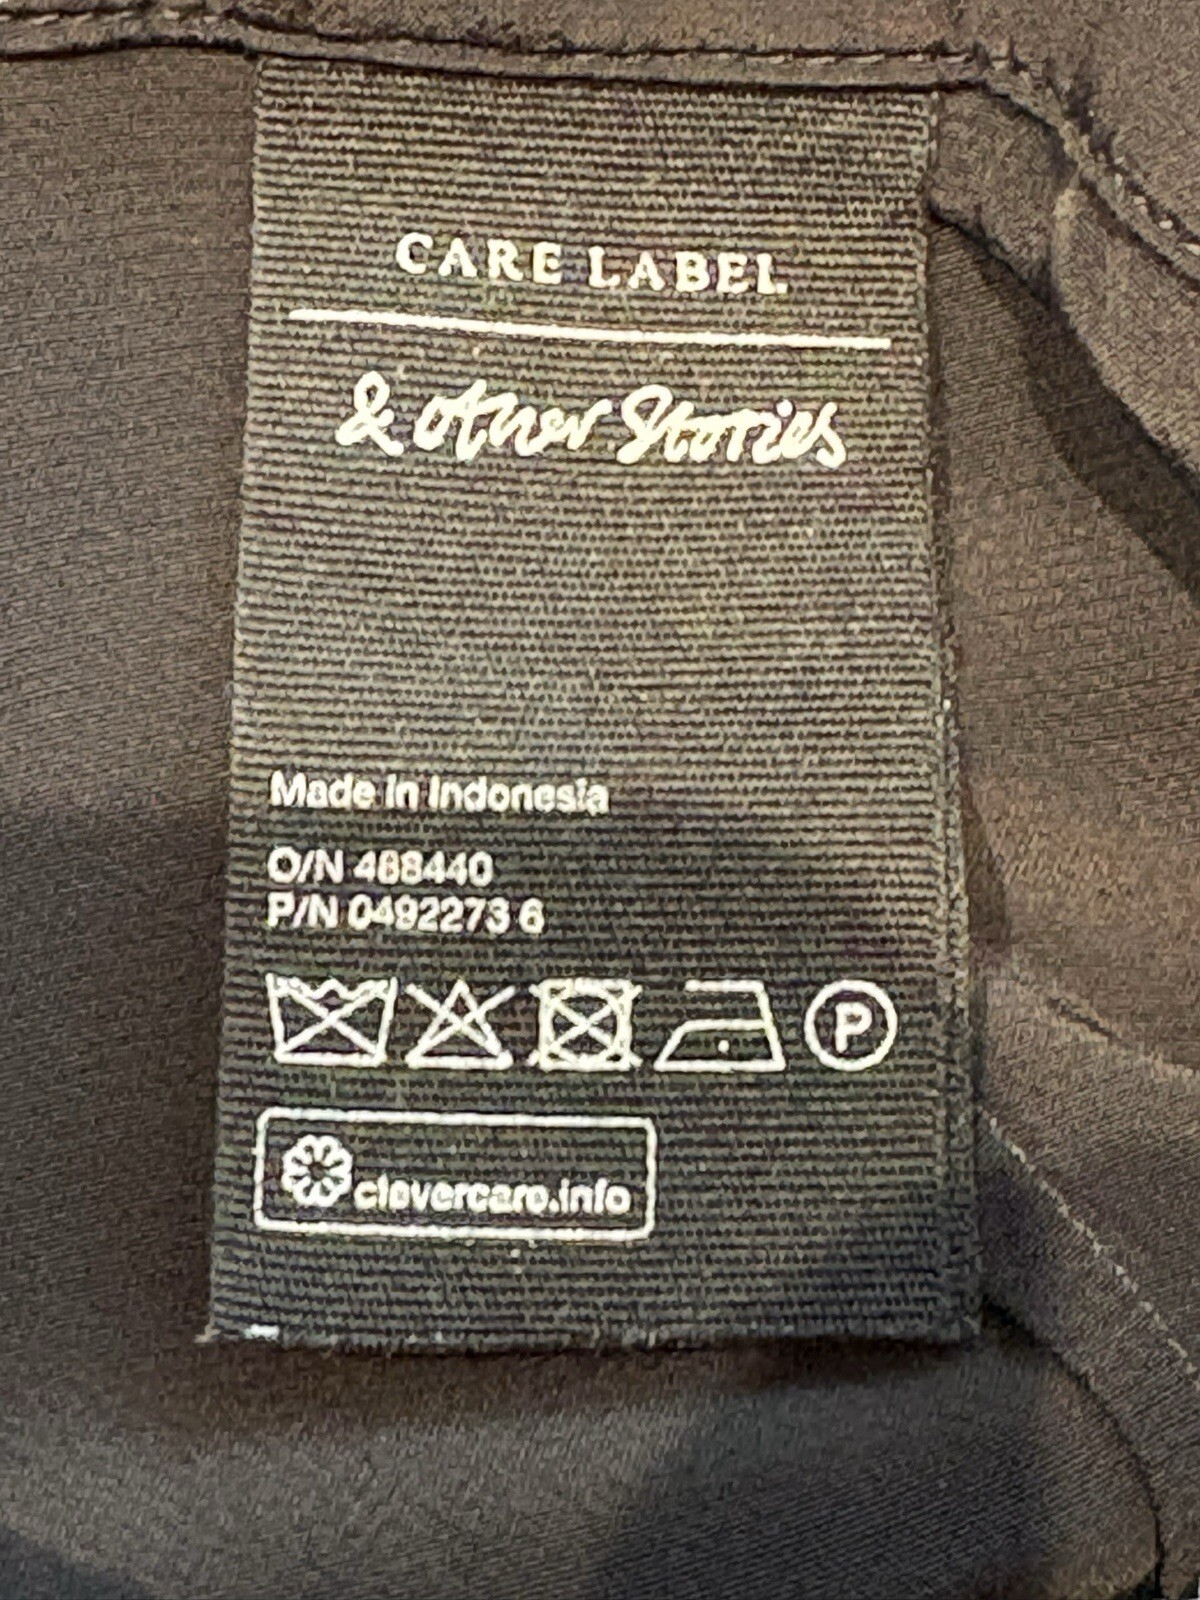 CARE LABEL
& other Stories
Made in Indonesia
O/N 488440
P/N 0492273 6
P
clevercare.info